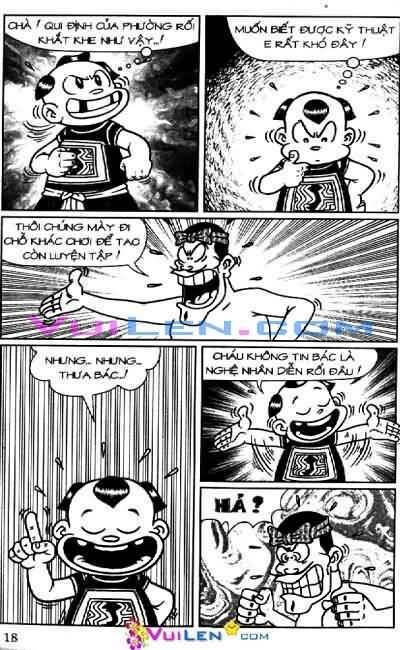 CHÀ ! QUI ĐỊNH CỦA PHƯỜNG RỐI
KHẮT KHE NHƯ VẬY..!
MUỐN BIẾT ĐƯỢC KỸ THUẬT
E RẤT KHÓ ĐÂY !
THÔI CHÚNG MÀY ĐI
CHỖ KHÁC CHƠI ĐỂ TAO
CÒN LUYỆN TẬP !
VUILEN.COM
NHƯNG... NHƯNG...
THƯA BÁC..!
CHÁU KHÔNG TIN BÁC LÀ
NGHỆ NHÂN DIỄN RỐI ĐÂU !
HẢ ?
18
VUILEN.COM